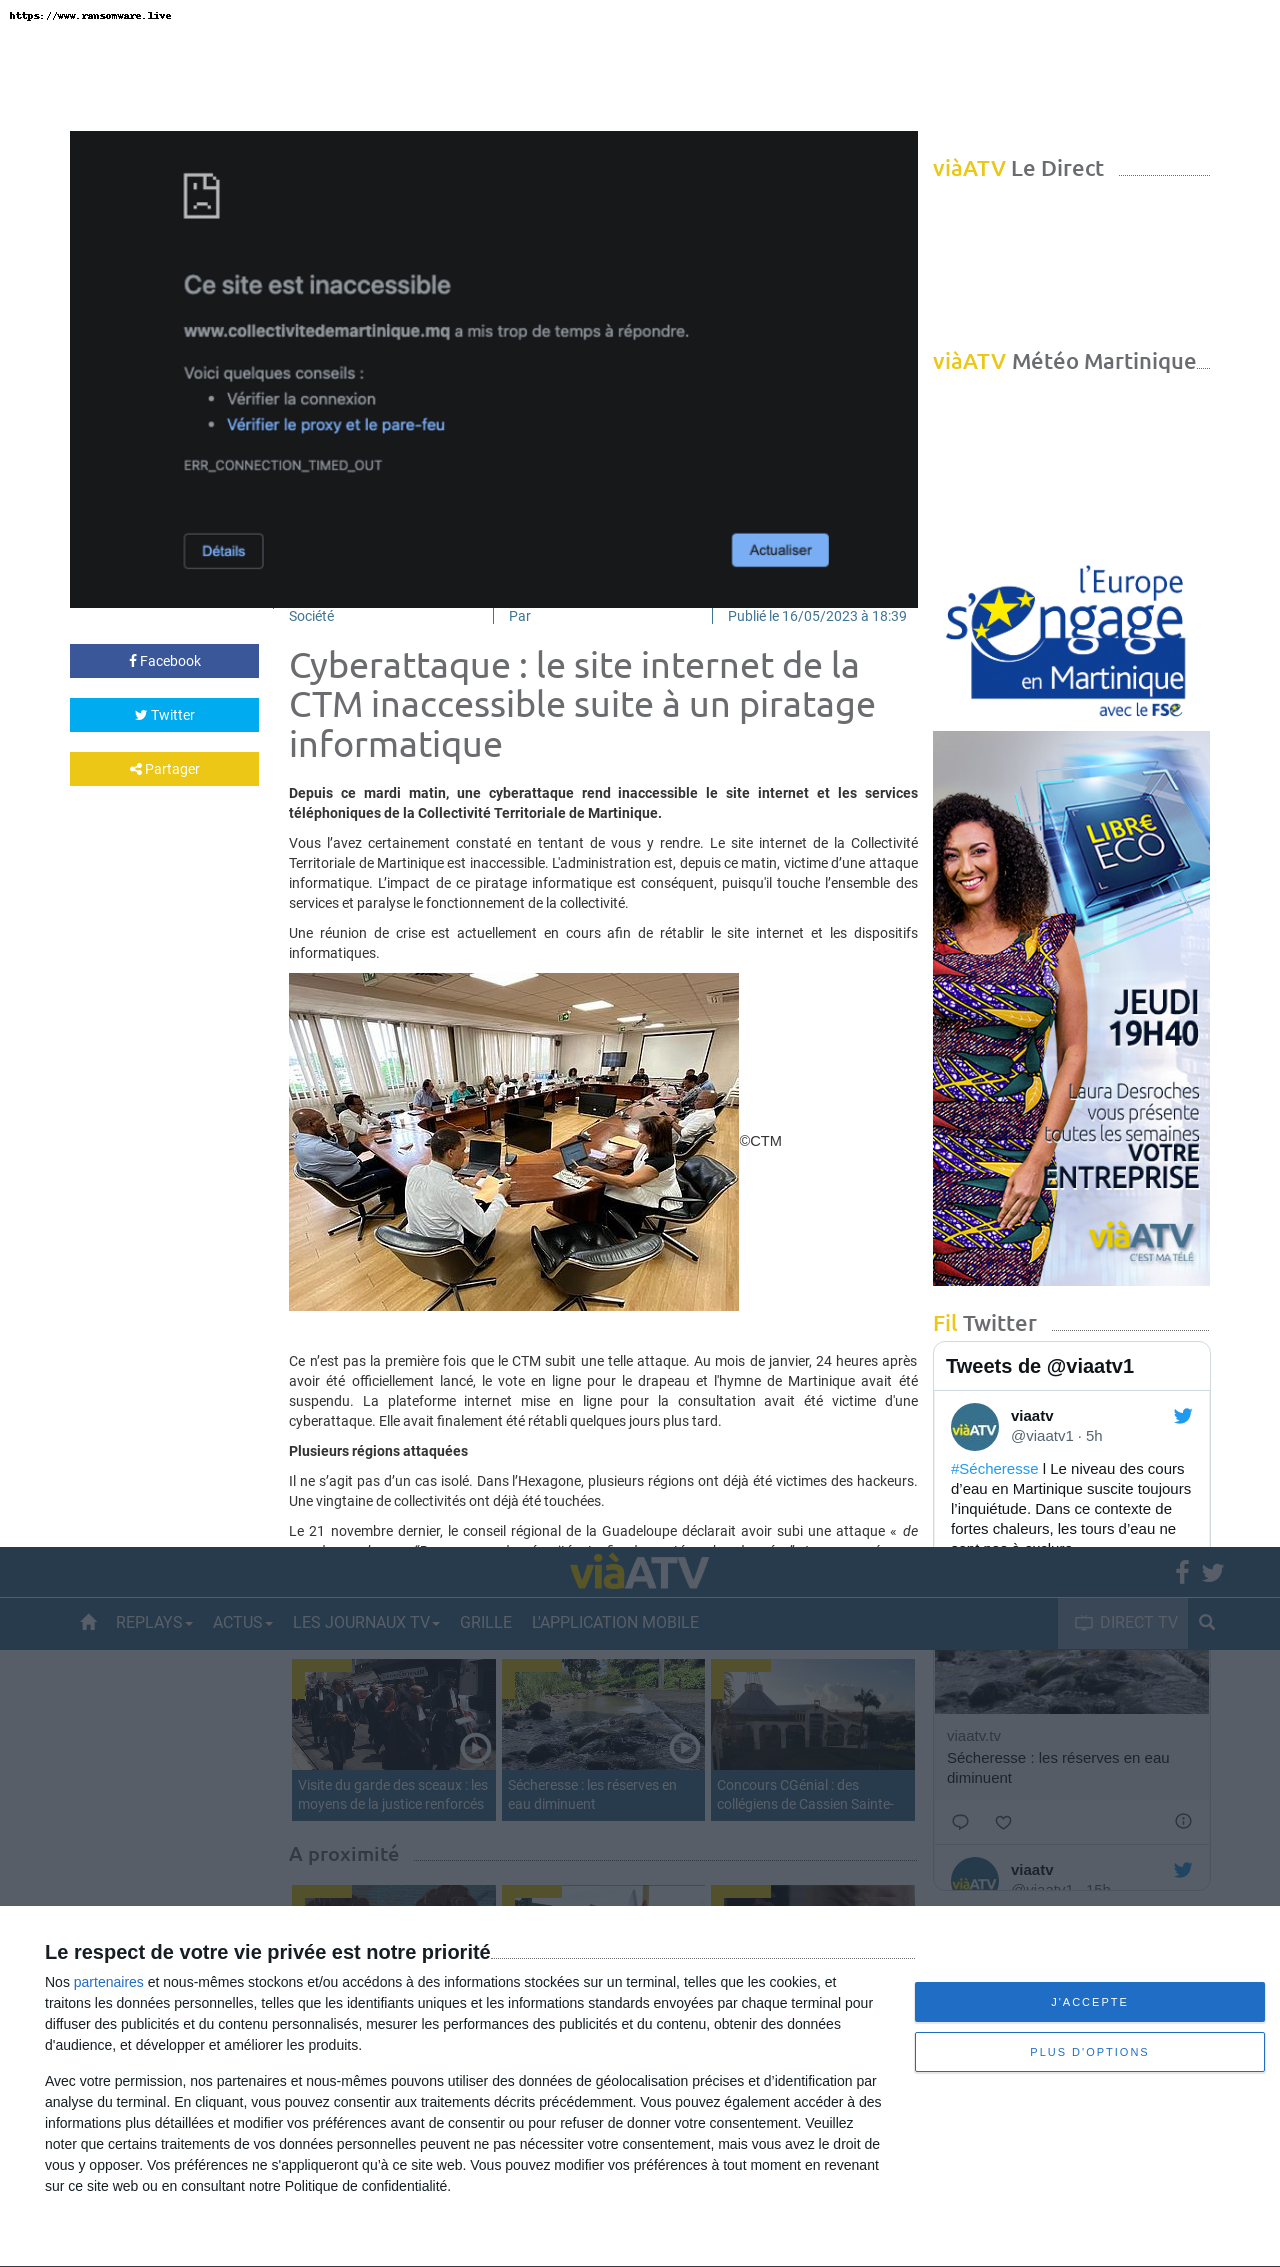 https://www.ransomware.live
Ce site est inaccessible
www.collectivitedemartinique.mq a mis trop de temps à répondre.
Voici quelques conseils :
• Vérifier la connexion
• Vérifier le proxy et le pare-feu
ERR_CONNECTION_TIMED_OUT
Détails
Actualiser
Société
Par
Publié le 16/05/2023 à 18:39
Facebook
Twitter
Partager
Cyberattaque : le site internet de la
CTM inaccessible suite à un piratage
informatique
Depuis ce mardi matin, une cyberattaque rend inaccessible le site internet et les services
téléphoniques de la Collectivité Territoriale de Martinique.
Vous l’avez certainement constaté en tentant de vous y rendre. Le site internet de la Collectivité
Territoriale de Martinique est inaccessible. L'administration est, depuis ce matin, victime d’une attaque
informatique. L’impact de ce piratage informatique est conséquent, puisqu'il touche l’ensemble des
services et paralyse le fonctionnement de la collectivité.
Une réunion de crise est actuellement en cours afin de rétablir le site internet et les dispositifs
informatiques.
©CTM
Ce n’est pas la première fois que le CTM subit une telle attaque. Au mois de janvier, 24 heures après
avoir été officiellement lancé, le vote en ligne pour le drapeau et l'hymne de Martinique avait été
suspendu. La plateforme internet mise en ligne pour la consultation avait été victime d'une
cyberattaque. Elle avait finalement été rétabli quelques jours plus tard.
Plusieurs régions attaquées
Il ne s’agit pas d’un cas isolé. Dans l’Hexagone, plusieurs régions ont déjà été victimes des hackeurs.
Une vingtaine de collectivités ont déjà été touchées.
Le 21 novembre dernier, le conseil régional de la Guadeloupe déclarait avoir subi une attaque « de
viàATV Le Direct
viàATV Météo Martinique
l'Europe
s'engage
en Martinique
avec le FSe
LIBR€
ECO
JEUDI
19H40
Laura Desroches
vous présente
toutes les semaines
VOTRE
ENTREPRISE
viàATV
C'EST MA TÉLÉ
Fil Twitter
Tweets de @viaatv1
viàATV
viaatv
@viaatv1 · 5h
#Sécheresse l Le niveau des cours
d’eau en Martinique suscite toujours
l’inquiétude. Dans ce contexte de
fortes chaleurs, les tours d’eau ne
viàATV
REPLAYS
ACTUS
LES JOURNAUX TV
GRILLE
L'APPLICATION MOBILE
DIRECT TV
Visite du garde des sceaux : les
moyens de la justice renforcés
Sécheresse : les réserves en
eau diminuent
Concours CGénial : des
collégiens de Cassien Sainte-
A proximité
viaatv.tv
Sécheresse : les réserves en eau
diminuent
viàATV
viaatv
@viaatv1 · 15h
Le respect de votre vie privée est notre priorité
Nos partenaires et nous-mêmes stockons et/ou accédons à des informations stockées sur un terminal, telles que les cookies, et
traitons les données personnelles, telles que les identifiants uniques et les informations standards envoyées par chaque terminal pour
diffuser des publicités et du contenu personnalisés, mesurer les performances des publicités et du contenu, obtenir des données
d'audience, et développer et améliorer les produits.
Avec votre permission, nos partenaires et nous-mêmes pouvons utiliser des données de géolocalisation précises et d’identification par
analyse du terminal. En cliquant, vous pouvez consentir aux traitements décrits précédemment. Vous pouvez également accéder à des
informations plus détaillées et modifier vos préférences avant de consentir ou pour refuser de donner votre consentement. Veuillez
noter que certains traitements de vos données personnelles peuvent ne pas nécessiter votre consentement, mais vous avez le droit de
vous y opposer. Vos préférences ne s'appliqueront qu’à ce site web. Vous pouvez modifier vos préférences à tout moment en revenant
sur ce site web ou en consultant notre Politique de confidentialité.
J'ACCEPTE
PLUS D'OPTIONS